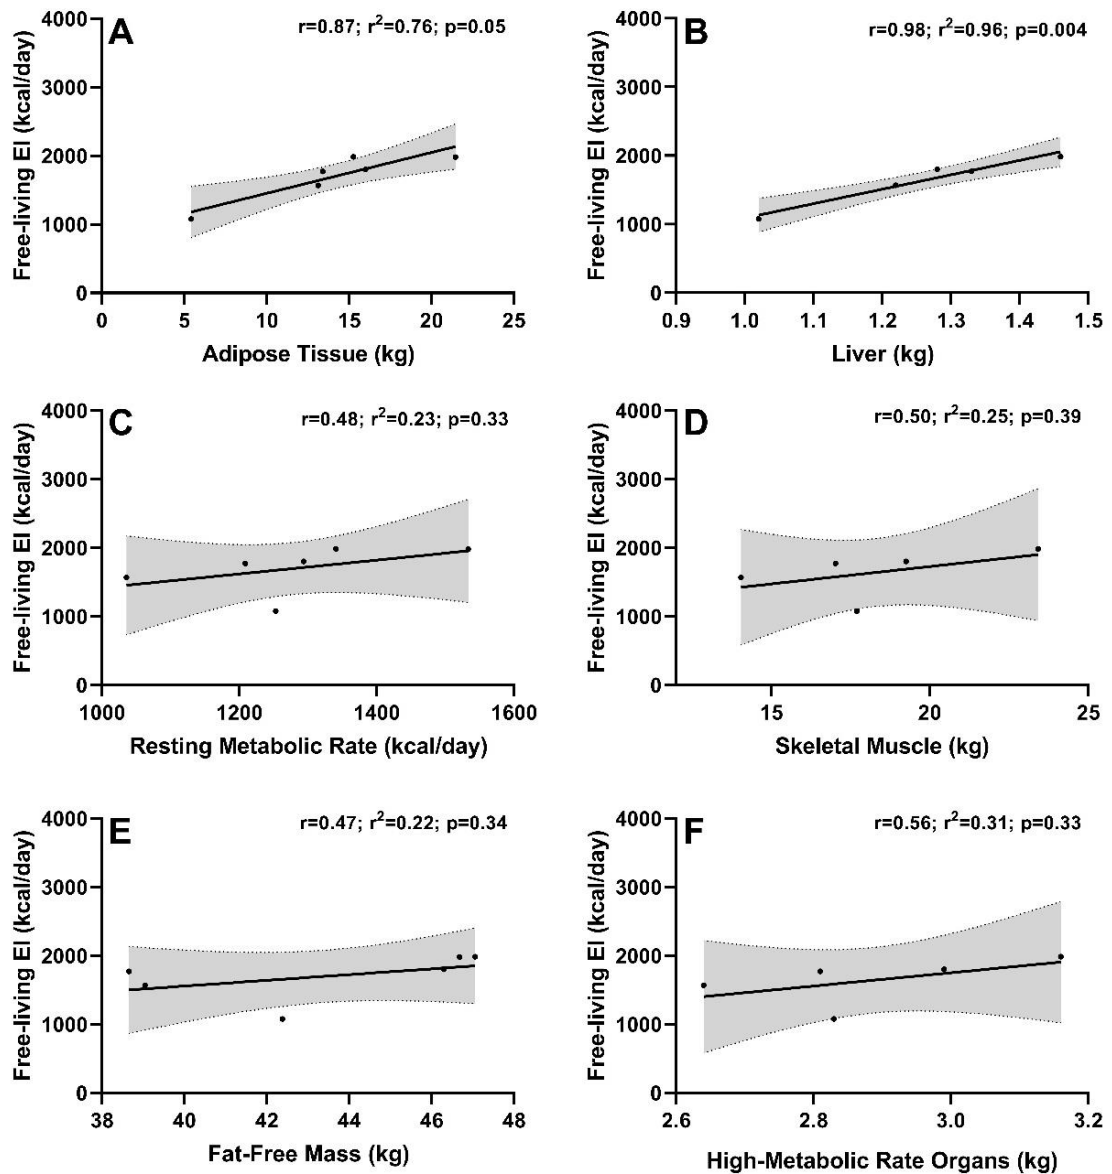 A
r=0.87; r²=0.76; p=0.05
Free-living EI (kcal/day)
4000
3000
2000
1000
0
0 5 10 15 20 25
Adipose Tissue (kg)
B
r=0.98; r²=0.96; p=0.004
Free-living EI (kcal/day)
4000
3000
2000
1000
0
0.9 1.0 1.1 1.2 1.3 1.4 1.5
Liver (kg)
C
r=0.48; r²=0.23; p=0.33
Free-living EI (kcal/day)
4000
3000
2000
1000
0
1000 1200 1400 1600
Resting Metabolic Rate (kcal/day)
D
r=0.50; r²=0.25; p=0.39
Free-living EI (kcal/day)
4000
3000
2000
1000
0
15 20 25
Skeletal Muscle (kg)
E
r=0.47; r²=0.22; p=0.34
Free-living EI (kcal/day)
4000
3000
2000
1000
0
38 40 42 44 46 48
Fat-Free Mass (kg)
F
r=0.56; r²=0.31; p=0.33
Free-living EI (kcal/day)
4000
3000
2000
1000
0
2.6 2.8 3.0 3.2
High-Metabolic Rate Organs (kg)